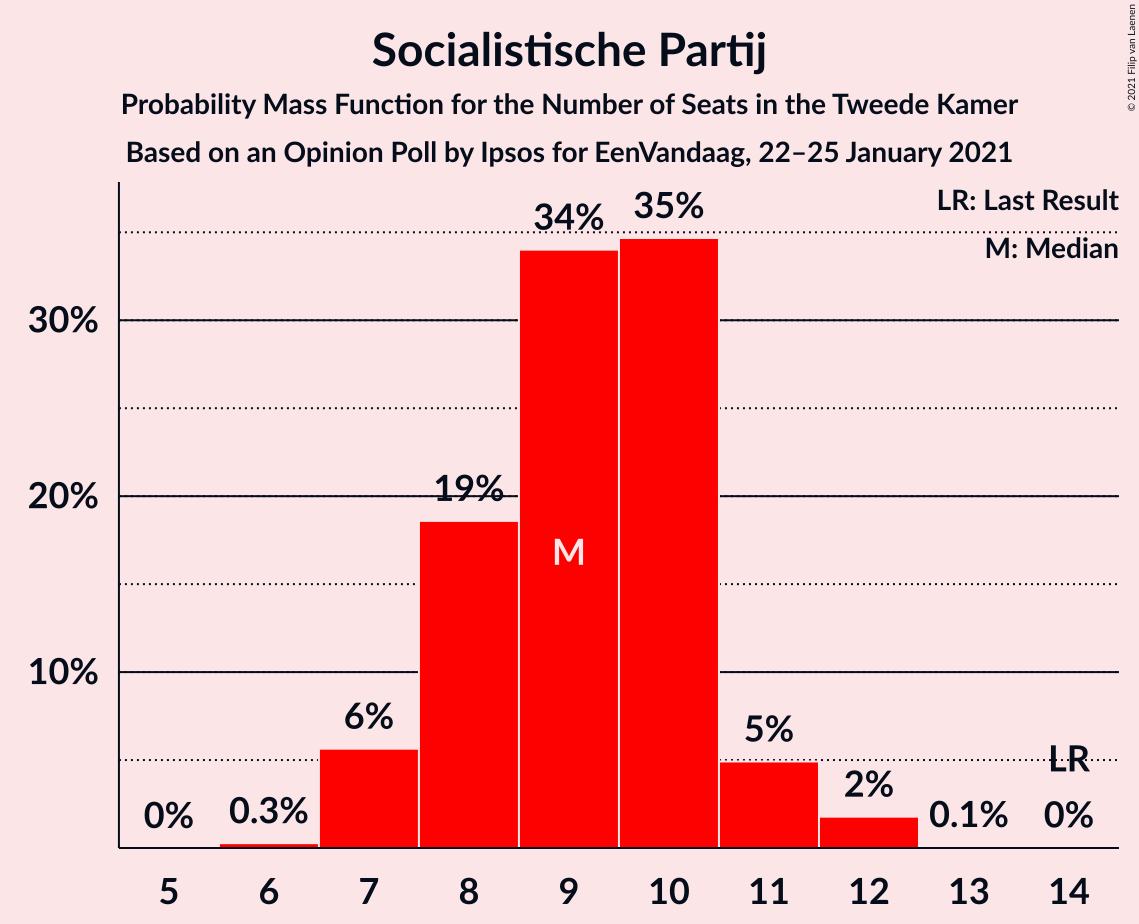 Socialistische Partij
Probability Mass Function for the Number of Seats in the Tweede Kamer
Based on an Opinion Poll by Ipsos for EenVandaag, 22–25 January 2021
© 2021 Filip van Laenen
LR: Last Result
M: Median
34%
35%
30%
20%
19%
M
10%
6%
5%
LR
2%
0%
0.3%
0.1%
0%
5 6 7 8 9 10 11 12 13 14